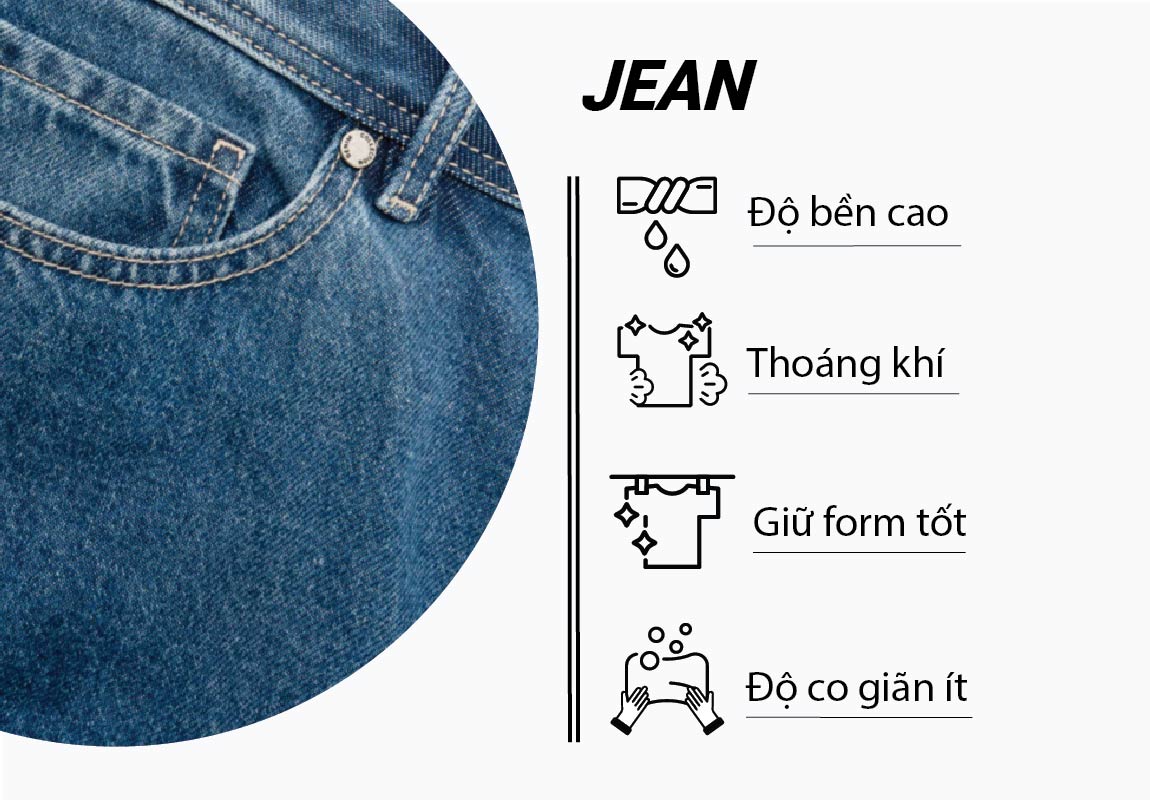 JEAN
Độ bền cao
Thoáng khí
Giữ form tốt
Độ co giãn ít